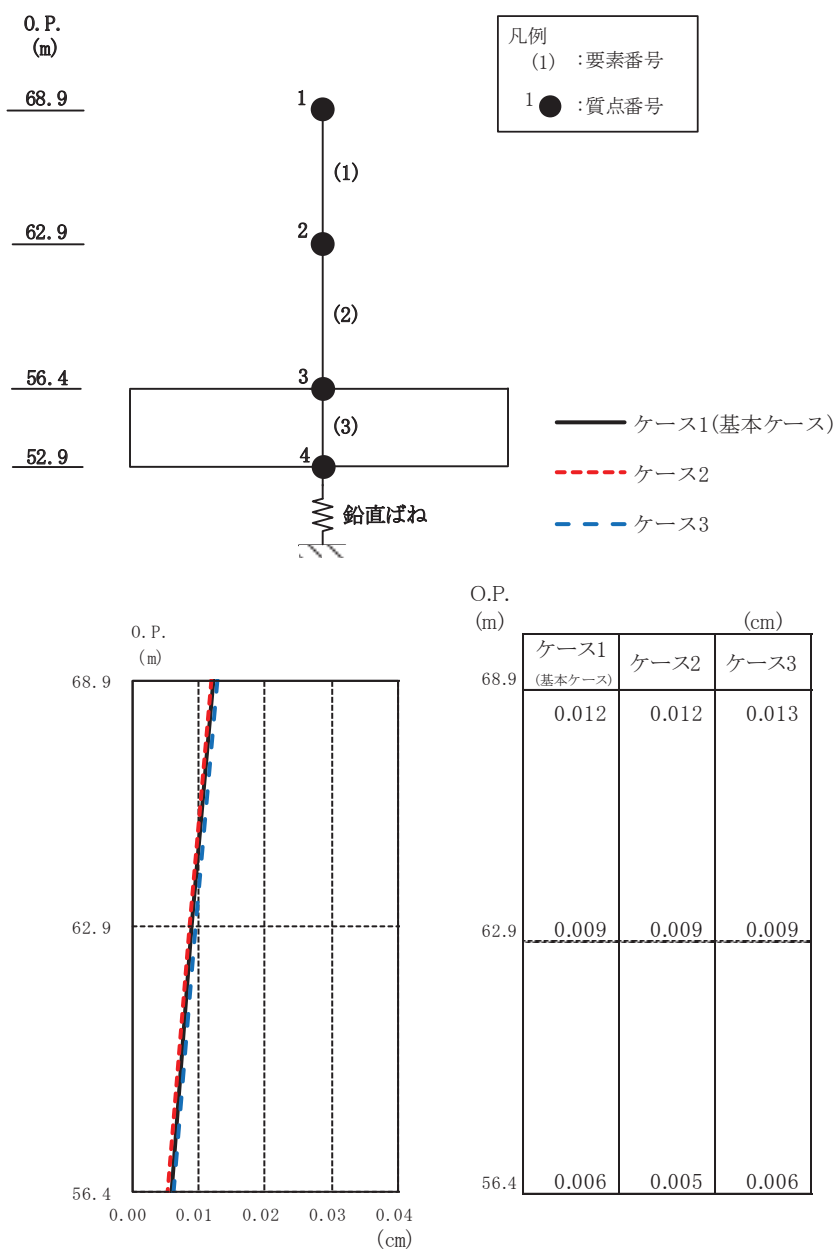 O.P.
(m)
68.9
62.9
56.4
52.9
1
(1)
2
(2)
3
(3)
4
鉛直ばね
凡例
(1) :要素番号
1 :質点番号
ケース1(基本ケース)
ケース2
ケース3
O.P.
(m)
68.9
62.9
56.4
0.00 0.01 0.02 0.03 0.04
(cm)
O.P.
(m) (cm)
ケース1 ケース2 ケース3
(基本ケース)
68.9
0.012 0.012 0.013
62.9 0.009 0.009 0.009
56.4 0.006 0.005 0.006